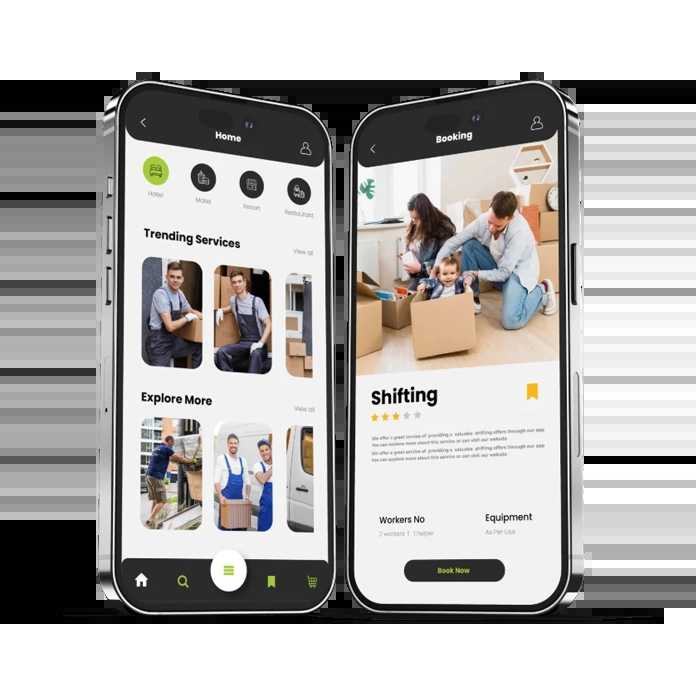 Home
Hotel
Motel
Resort
Restaurant
Trending Services
View all
Explore More
View all
Booking
Shifting
We offer a great service of providing a valuable shifting offers through our app
You can explore more about this service or can visit our website
We offer a great service of providing a valuable shifting offers through our app
You can explore more about this service or can visit our website
Workers No
Equipment
2 workers | 1 helper
As Per Use
Book Now